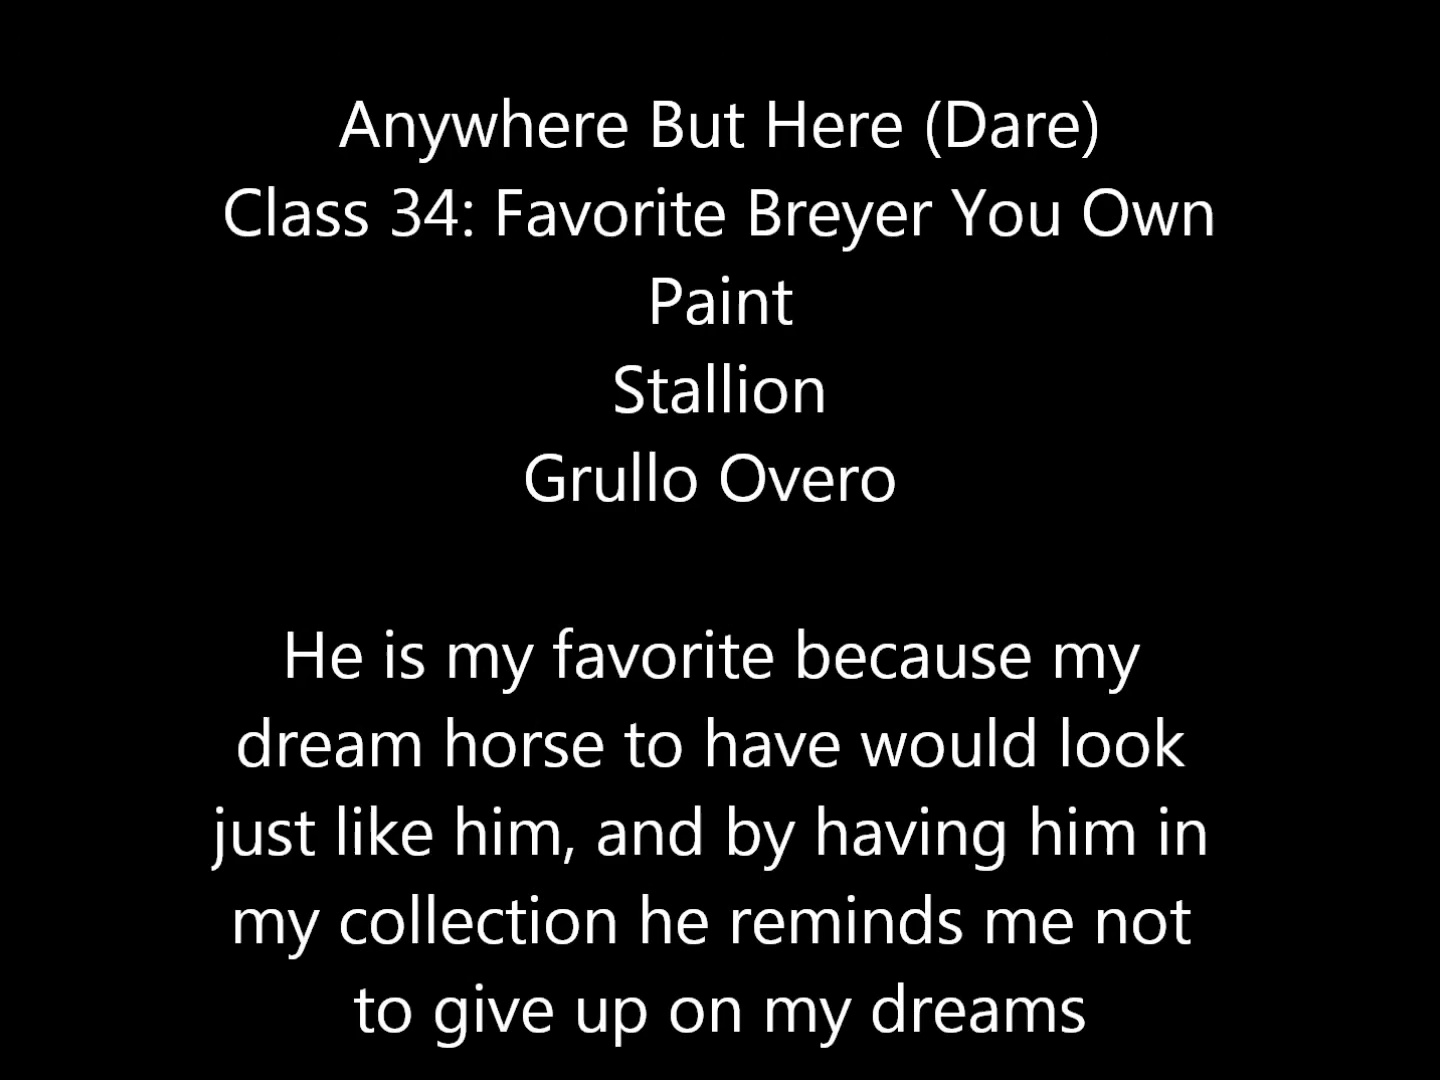 Anywhere But Here (Dare)
Class 34: Favorite Breyer You Own
Paint
Stallion
Grullo Overo
He is my favorite because my
dream horse to have would look
just like him, and by having him in
my collection he reminds me not
to give up on my dreams